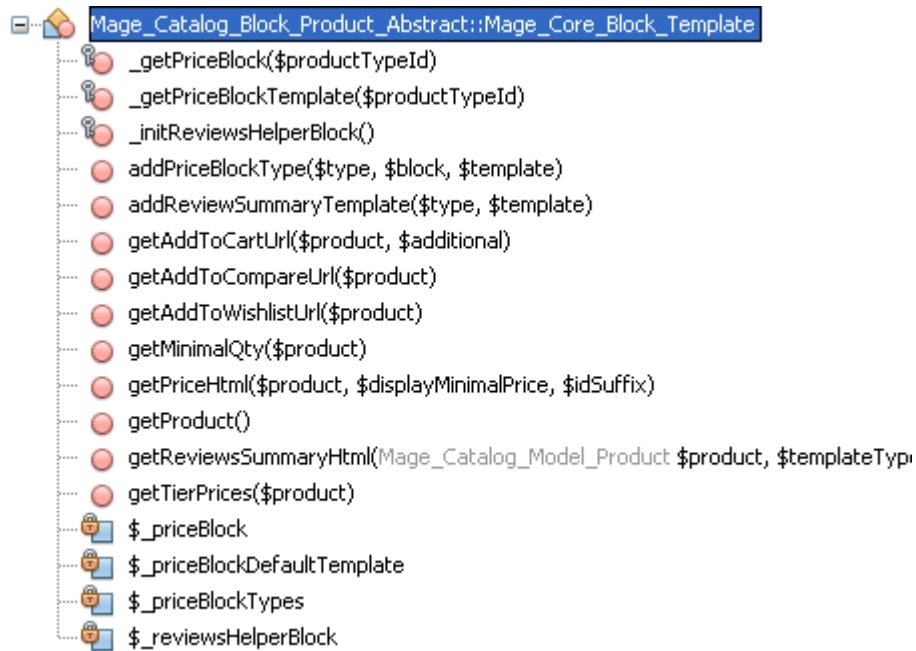 Mage_Catalog_Block_Product_Abstract::Mage_Core_Block_Template
_getPriceBlock($productTypeId)
_getPriceBlockTemplate($productTypeId)
_initReviewsHelperBlock()
addPriceBlockType($type, $block, $template)
addReviewSummaryTemplate($type, $template)
getAddToCartUrl($product, $additional)
getAddToCompareUrl($product)
getAddToWishlistUrl($product)
getMinimalQty($product)
getPriceHtml($product, $displayMinimalPrice, $idSuffix)
getProduct()
getReviewsSummaryHtml(Mage_Catalog_Model_Product $product, $templateType
getTierPrices($product)
$_priceBlock
$_priceBlockDefaultTemplate
$_priceBlockTypes
$_reviewsHelperBlock